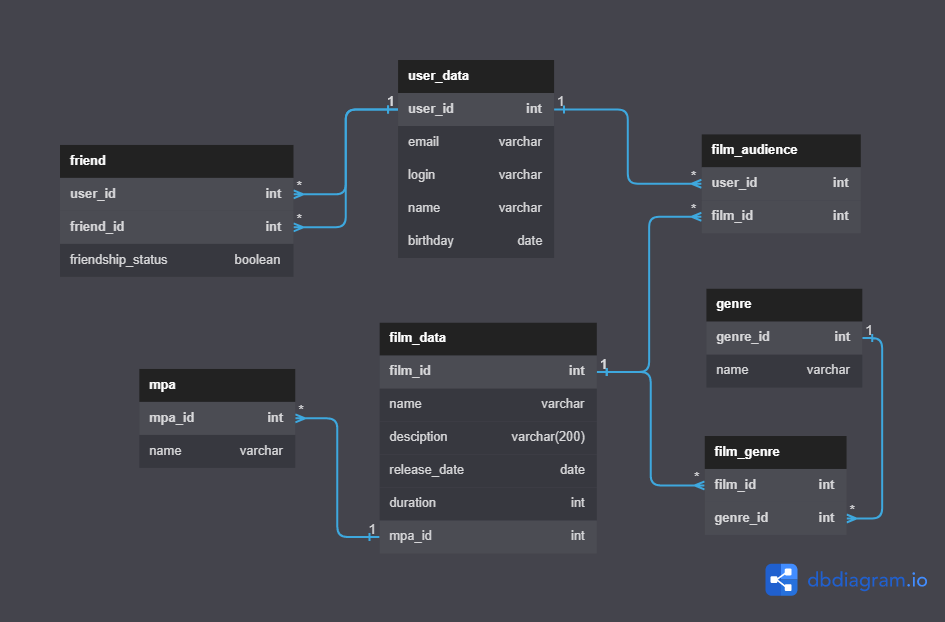 user_data
1 user_id int 1
email varchar
login varchar
name varchar
birthday date
friend
user_id int *
friend_id int *
friendship_status boolean
film_audience
* user_id int
* film_id int
genre
genre_id int 1
name varchar
film_data
film_id int 1
name varchar
desciption varchar(200)
release_date date
duration int
1 mpa_id int
mpa
mpa_id int *
name varchar
film_genre
* film_id int
genre_id int *
dbdiagram.io